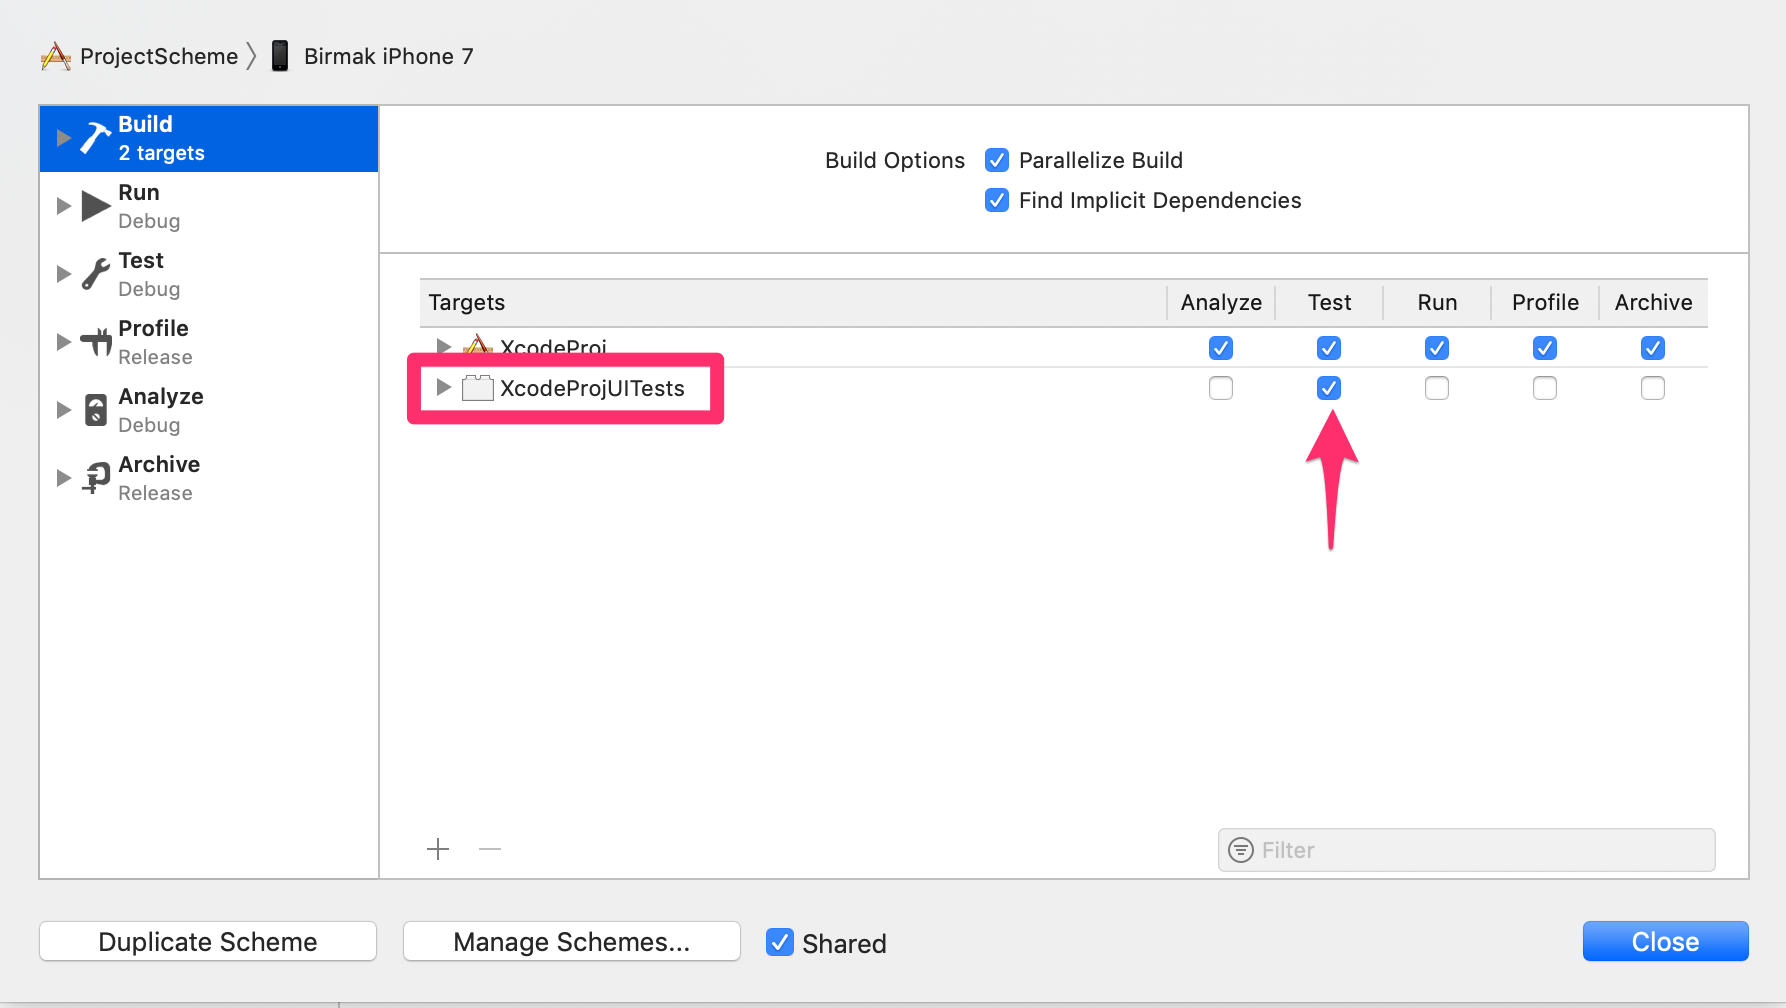 ProjectScheme Birmak iPhone 7
Build
2 targets
Run
Debug
Test
Debug
Profile
Release
Analyze
Debug
Archive
Release
Build Options Parallelize Build
Find Implicit Dependencies
Targets Analyze Test Run Profile Archive
XcodeProj
XcodeProjUITests
Filter
Duplicate Scheme Manage Schemes... Shared Close